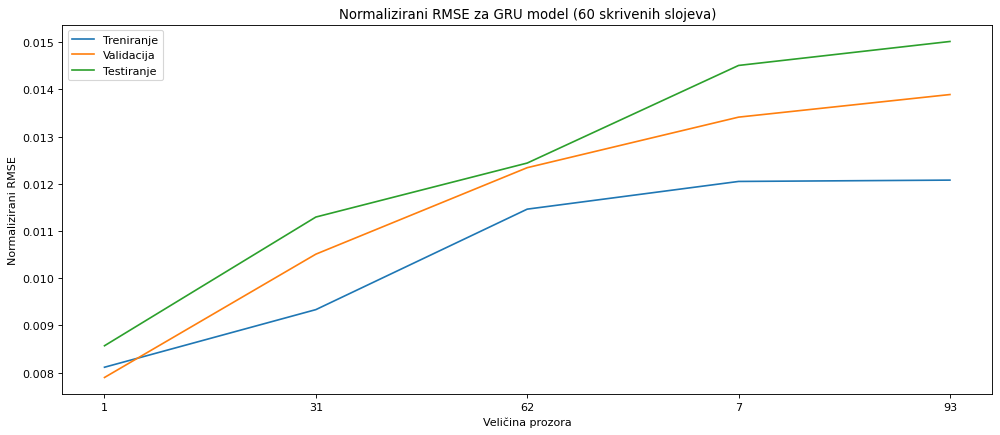 Normalizirani RMSE za GRU model (60 skrivenih slojeva)
Treniranje
Validacija
Testiranje
Normalizirani RMSE
0.015
0.014
0.013
0.012
0.011
0.010
0.009
0.008
1 31 62 7 93
Veličina prozora